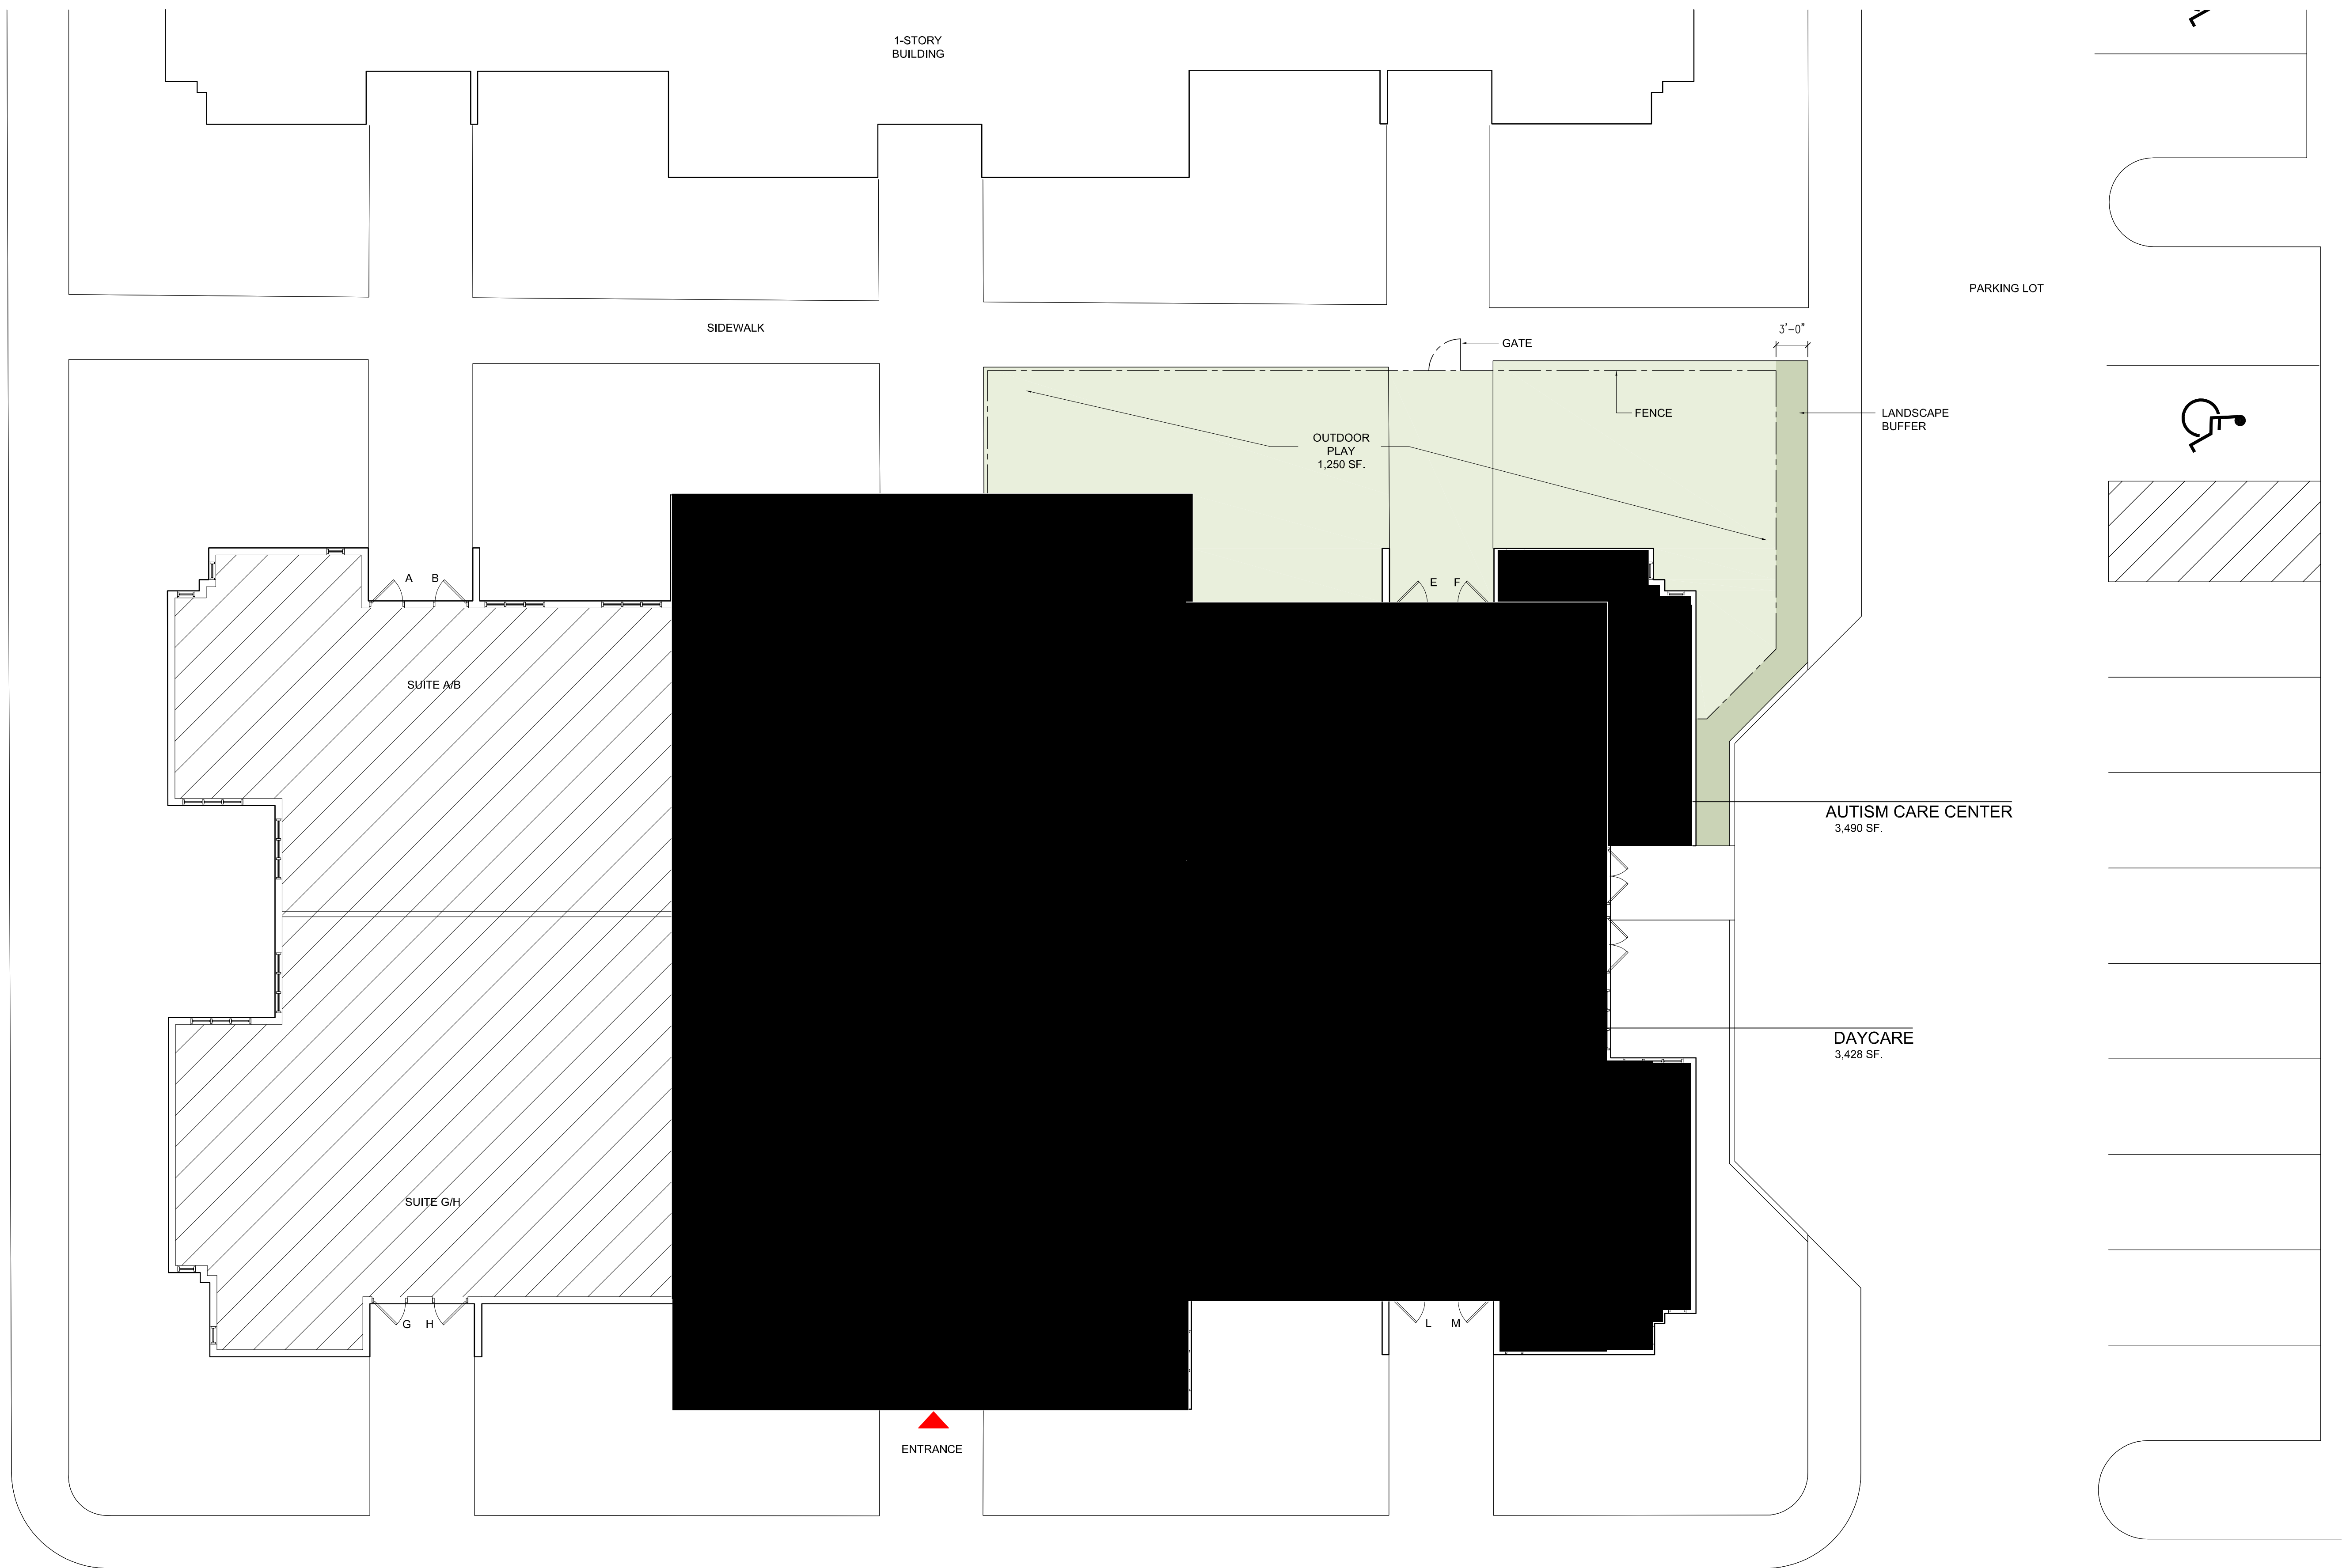 1-STORY
BUILDING
PARKING LOT
SIDEWALK
3'-0"
GATE
FENCE
LANDSCAPE
BUFFER
OUTDOOR
PLAY
1,250 SF.
A B
E F
SUITE A/B
AUTISM CARE CENTER
3,490 SF.
DAYCARE
3,428 SF.
SUITE G/H
G H
L M
ENTRANCE